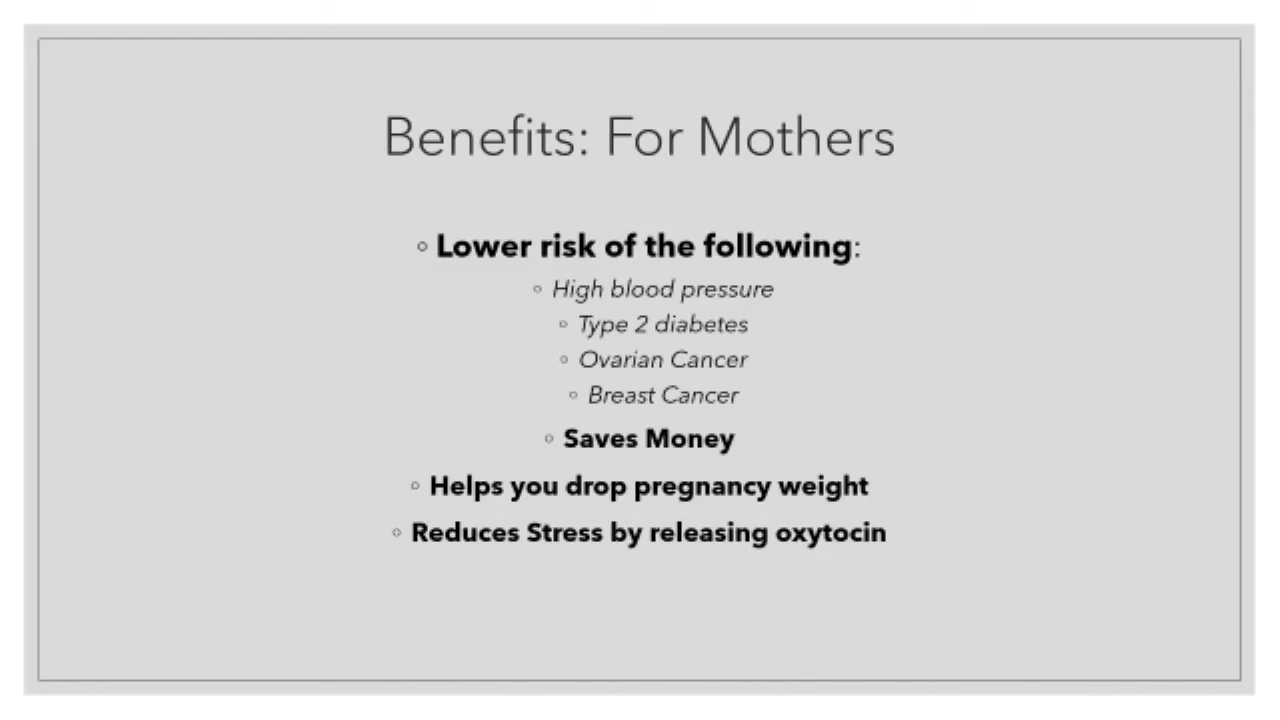 Benefits: For Mothers
◦ Lower risk of the following:
◦ High blood pressure
◦ Type 2 diabetes
◦ Ovarian Cancer
◦ Breast Cancer
◦ Saves Money
◦ Helps you drop pregnancy weight
◦ Reduces Stress by releasing oxytocin